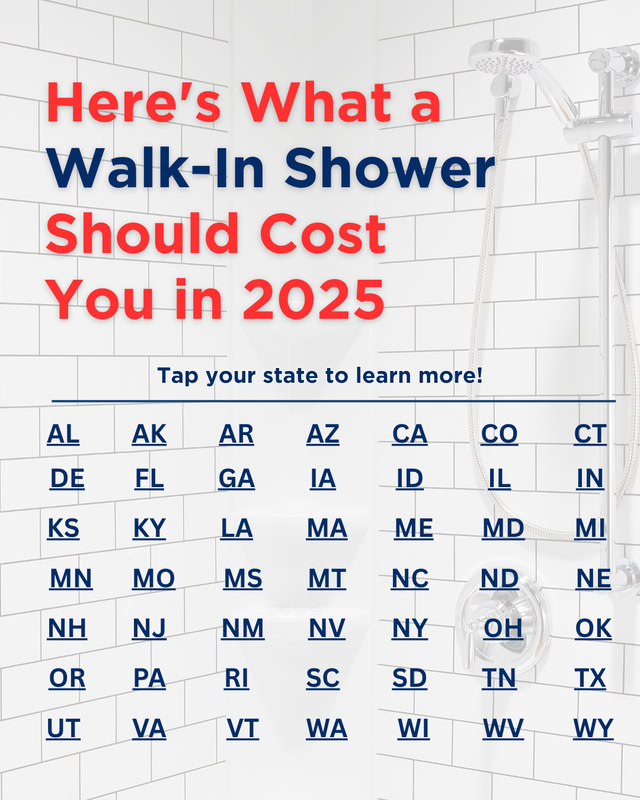 Here's What a
Walk-In Shower
Should Cost
You in 2025
Tap your state to learn more!
AL AK AR AZ CA CO CT
DE FL GA IA ID IL IN
KS KY LA MA ME MD MI
MN MO MS MT NC ND NE
NH NJ NM NV NY OH OK
OR PA RI SC SD TN TX
UT VA VT WA WI WV WY